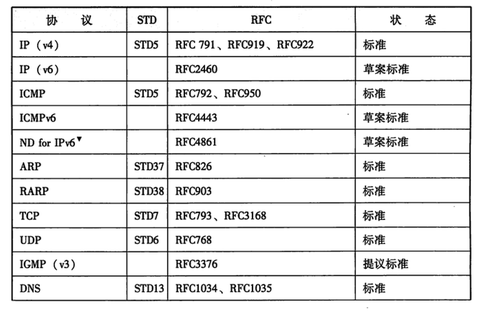 协 议 STD RFC 状 态
IP（v4） STD5 RFC 791、RFC919、RFC922 标准
IP（v6） RFC2460 草案标准
ICMP STD5 RFC792、RFC950 标准
ICMPv6 RFC4443 草案标准
ND for IPv6▼ RFC4861 草案标准
ARP STD37 RFC826 标准
RARP STD38 RFC903 标准
TCP STD7 RFC793、RFC3168 标准
UDP STD6 RFC768 标准
IGMP（v3） RFC3376 提议标准
DNS STD13 RFC1034、RFC1035 标准